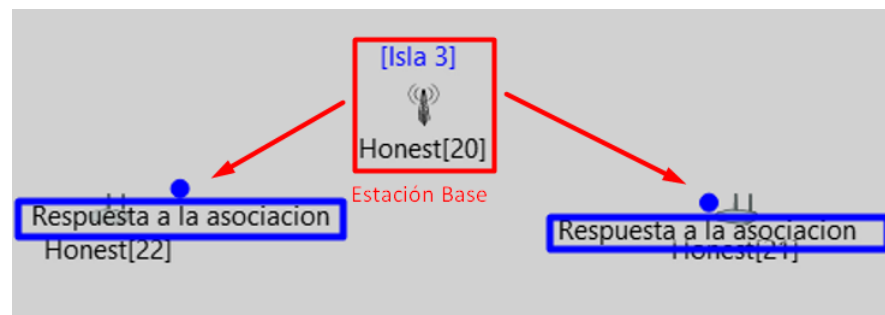 [Isla 3]
Honest[20]
Estación Base
Respuesta a la asociacion
Honest[22]
Respuesta a la asociacion
Honest[21]